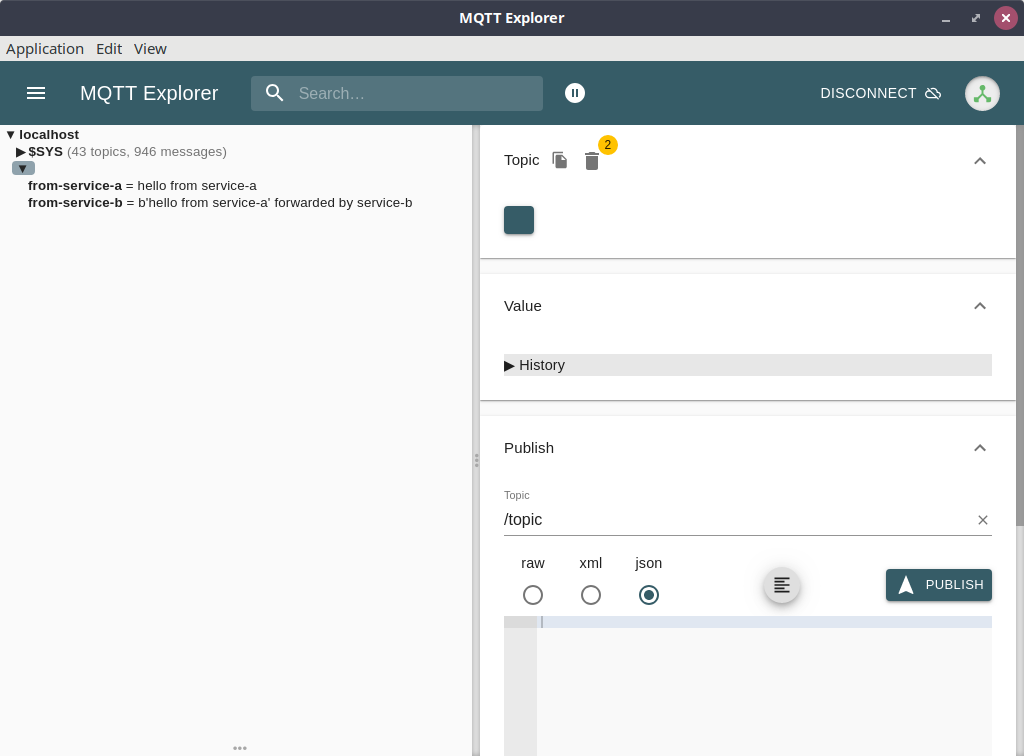 MQTT Explorer
Application Edit View
MQTT Explorer Search… DISCONNECT
▼ localhost
▶ $SYS (43 topics, 946 messages)
▼
from-service-a = hello from service-a
from-service-b = b'hello from service-a' forwarded by service-b
Topic 2
Value
▶ History
Publish
Topic
/topic
raw xml json
PUBLISH